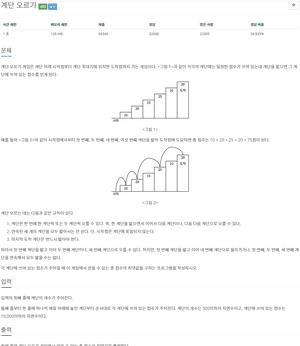 계단 오르기
시간 제한 메모리 제한 제출 정답 맞은 사람 정답 비율
1 초 128 MB
문제
계단 오르기 게임은 계단 아래 시작점부터 계단 꼭대기에 위치한 도착점까지 가는 게임이다. <그림 1>과 같이 각각의 계단에는 일정한 점수가 쓰여 있는데 계단을 밟으면 그 계
단에 쓰여 있는 점수를 얻게 된다.
<그림 1>
예를 들어 <그림 2>와 같이 시작점에서부터 첫 번째, 두 번째, 네 번째, 여섯 번째 계단을 밟아 도착점에 도달하면 총 점수는 10 + 20 + 25 + 20 = 75점이 된다.
<그림 2>
계단 오르는 데는 다음과 같은 규칙이 있다.
1. 계단은 한 번에 한 계단씩 또는 두 계단씩 오를 수 있다. 즉, 한 계단을 밟으면서 이어서 다음 계단이나, 다음 다음 계단으로 오를 수 있다.
2. 연속된 세 개의 계단을 모두 밟아서는 안 된다. 단, 시작점은 계단에 포함되지 않는다.
3. 마지막 도착 계단은 반드시 밟아야 한다.
따라서 첫 번째 계단을 밟고 이어 두 번째 계단이나, 세 번째 계단으로 오를 수 있다. 하지만, 첫 번째 계단을 밟고 이어 네 번째 계단으로 올라가거나, 첫 번째, 두 번째, 세 번째 계
단을 연속해서 모두 밟을 수는 없다.
각 계단에 쓰여 있는 점수가 주어질 때 이 게임에서 얻을 수 있는 총 점수의 최댓값을 구하는 프로그램을 작성하시오.
입력
입력의 첫째 줄에 계단의 개수가 주어진다.
둘째 줄부터 한 줄에 하나씩 제일 아래에 놓인 계단부터 순서대로 각 계단에 쓰여 있는 점수가 주어진다. 계단의 개수는 300이하의 자연수이고, 계단에 쓰여 있는 점수는
10,000이하의 자연수이다.
출력